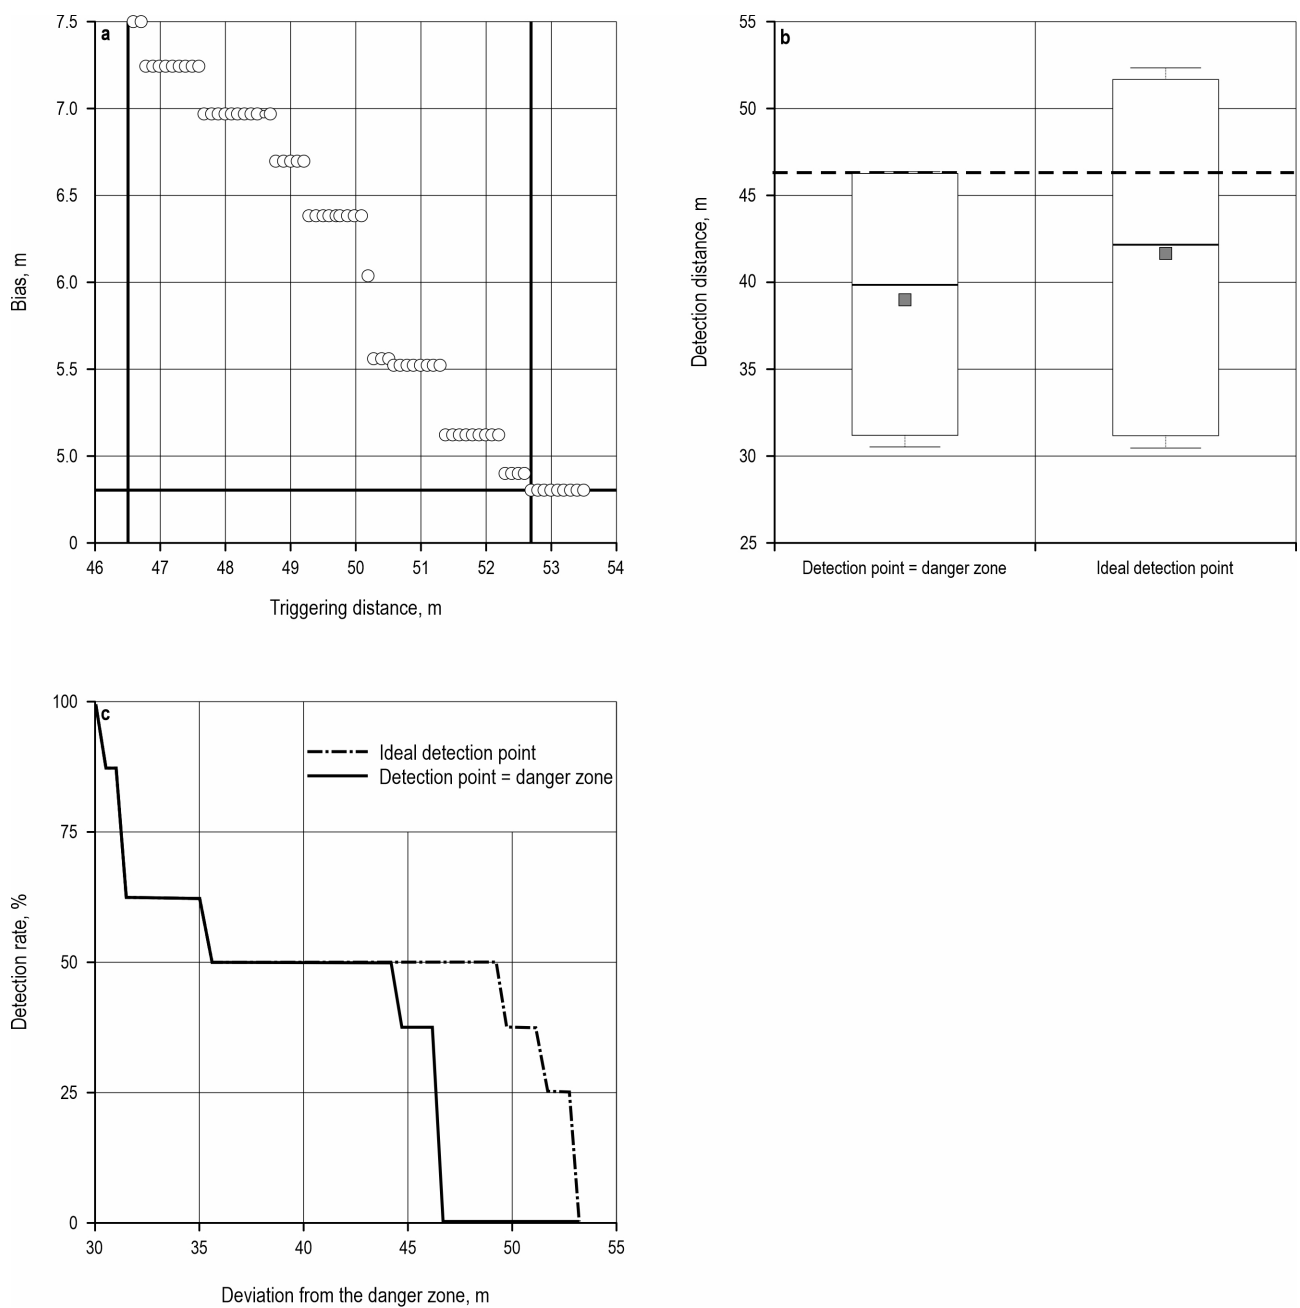 a
7.5
7.0
6.5
6.0
5.5
5.0
0
Bias, m
46 47 48 49 50 51 52 53 54
Triggering distance, m
b
55
50
45
40
35
30
25
Detection distance, m
Detection point = danger zone
Ideal detection point
c
100
75
50
25
0
Detection rate, %
Ideal detection point
Detection point = danger zone
30 35 40 45 50 55
Deviation from the danger zone, m